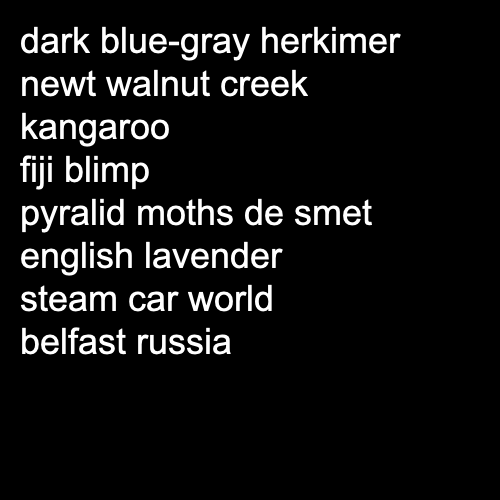 dark blue-gray herkimer
newt walnut creek
kangaroo
fiji blimp
pyralid moths de smet
english lavender
steam car world
belfast russia